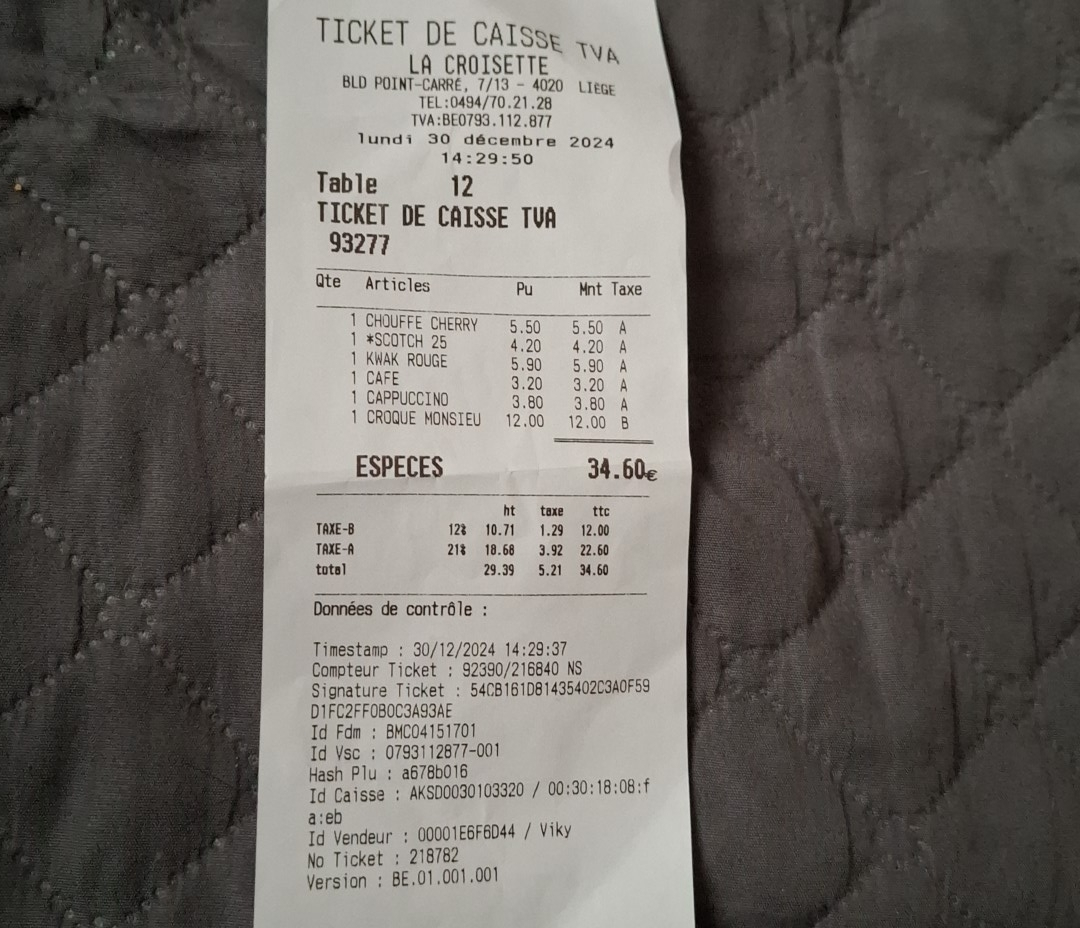 TICKET DE CAISSE TVA
LA CROISETTE
BLD POINT-CARRÉ, 7/13 - 4020 LIÈGE
TEL:0494/70.21.28
TVA:BE0793.112.877
lundi 30 décembre 2024
14:29:50
Table 12
TICKET DE CAISSE TVA
93277
Qte Articles Pu Mnt Taxe
1 CHOUFFE CHERRY 5.50 5.50 A
1 *SCOTCH 25 4.20 4.20 A
1 KWAK ROUGE 5.90 5.90 A
1 CAFE 3.20 3.20 A
1 CAPPUCCINO 3.80 3.80 A
1 CROQUE MONSIEU 12.00 12.00 B
ESPECES 34.60€
ht taxe ttc
TAXE-B 12% 10.71 1.29 12.00
TAXE-A 21% 18.68 3.92 22.60
total 29.39 5.21 34.60
Données de contrôle :
Timestamp : 30/12/2024 14:29:37
Compteur Ticket : 92390/216840 NS
Signature Ticket : 54CB161D81435402C3A0F59
D1FC2FF0B0C3A93AE
Id Fdm : BMC04151701
Id Vsc : 0793112877-001
Hash Plu : a678b016
Id Caisse : AKSD0030103320 / 00:30:18:08:f
a:eb
Id Vendeur : 00001E6F6D44 / Viky
No Ticket : 218782
Version : BE.01.001.001